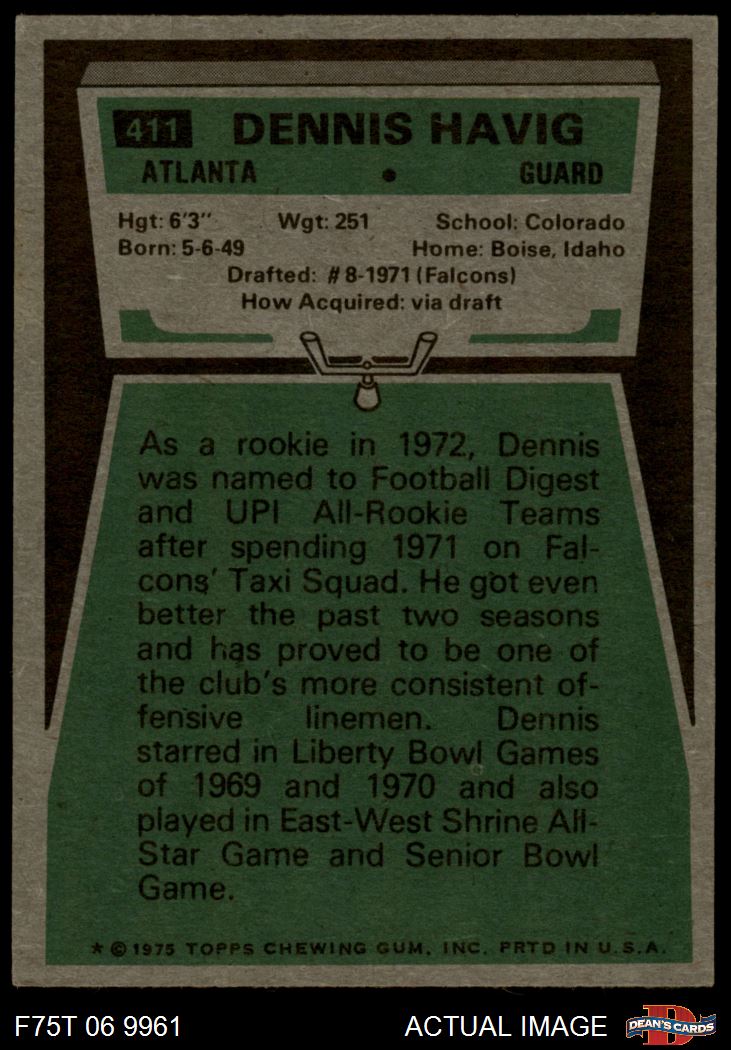 411 DENNIS HAVIG
ATLANTA • GUARD
Hgt: 6'3" Wgt: 251 School: Colorado
Born: 5-6-49 Home: Boise, Idaho
Drafted: #8-1971 (Falcons)
How Acquired: via draft
As a rookie in 1972, Dennis
was named to Football Digest
and UPI All-Rookie Teams
after spending 1971 on Fal-
cons' Taxi Squad. He got even
better the past two seasons
and has proved to be one of
the club's more consistent of-
fensive linemen. Dennis
starred in Liberty Bowl Games
of 1969 and 1970 and also
played in East-West Shrine All-
Star Game and Senior Bowl
Game.
* © 1975 TOPPS CHEWING GUM, INC. PRTD IN U.S.A.
F75T 06 9961 ACTUAL IMAGE D DEAN'S CARDS